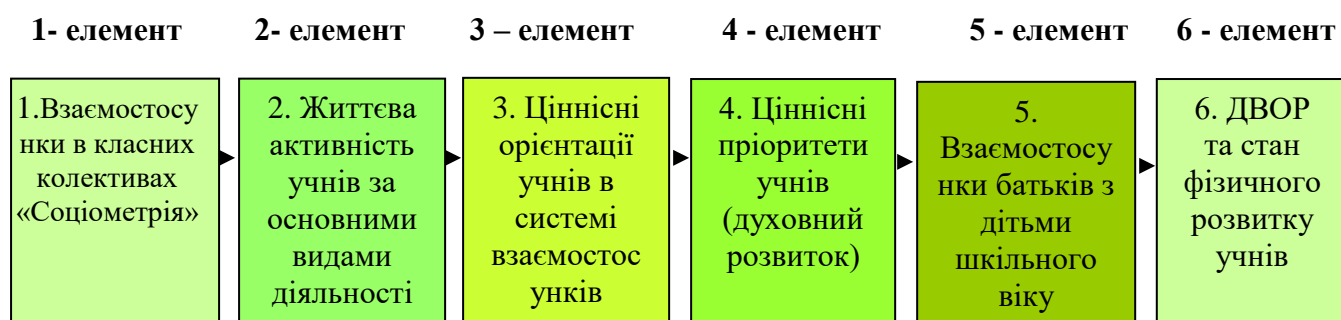 1- елемент
2- елемент
3 – елемент
4 - елемент
5 - елемент
6 - елемент
1.Взаємостосу
нки в класних
колективах
«Соціометрія»
2. Життєва
активність
учнів за
основними
видами
діяльності
3. Ціннісні
орієнтації
учнів в
системі
взаємостос
унків
4. Ціннісні
пріоритети
учнів
(духовний
розвиток)
5.
Взаємостосу
нки батьків з
дітьми
шкільного
віку
6. ДВОР
та стан
фізичного
розвитку
учнів